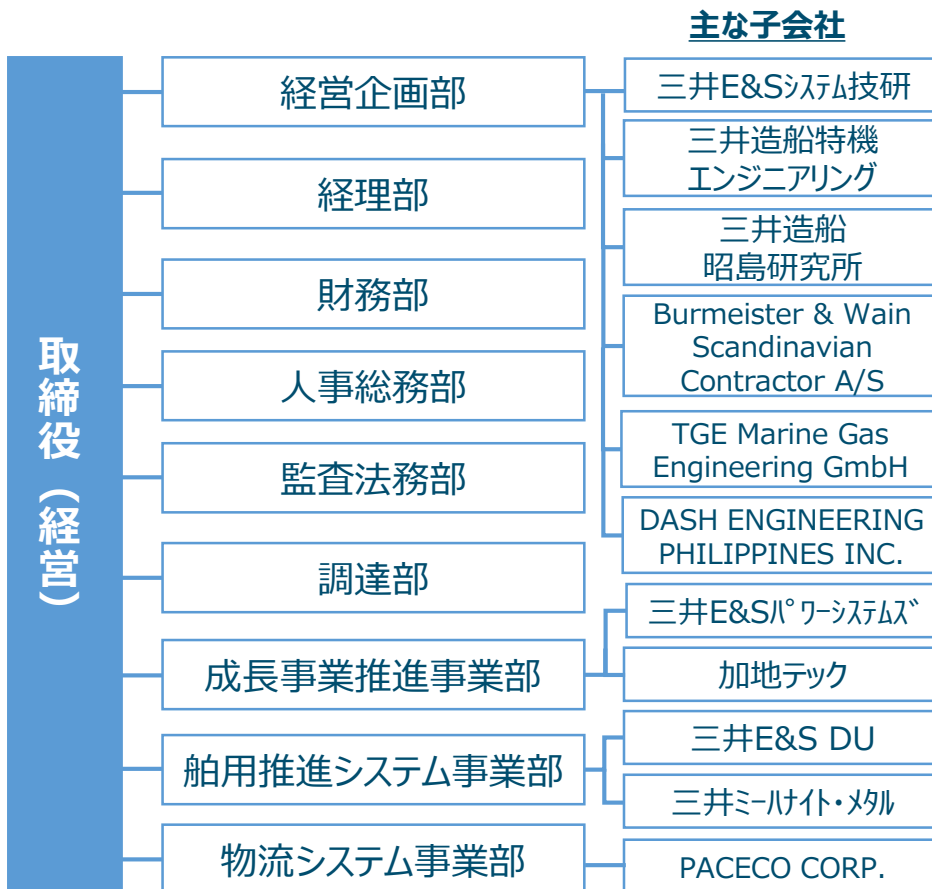 主な子会社
取締役（経営）
経営企画部
経理部
財務部
人事総務部
監査法務部
調達部
成長事業推進事業部
舶用推進システム事業部
物流システム事業部
三井E&Sｼｽﾃﾑ技研
三井造船特機
エンジニアリング
三井造船
昭島研究所
Burmeister & Wain
Scandinavian
Contractor A/S
TGE Marine Gas
Engineering GmbH
DASH ENGINEERING
PHILIPPINES INC.
三井E&Sﾊﾟﾜｰｼｽﾃﾑｽﾞ
加地テック
三井E&S DU
三井ﾐｰﾊﾅｲﾄ･ﾒﾀﾙ
PACECO CORP.